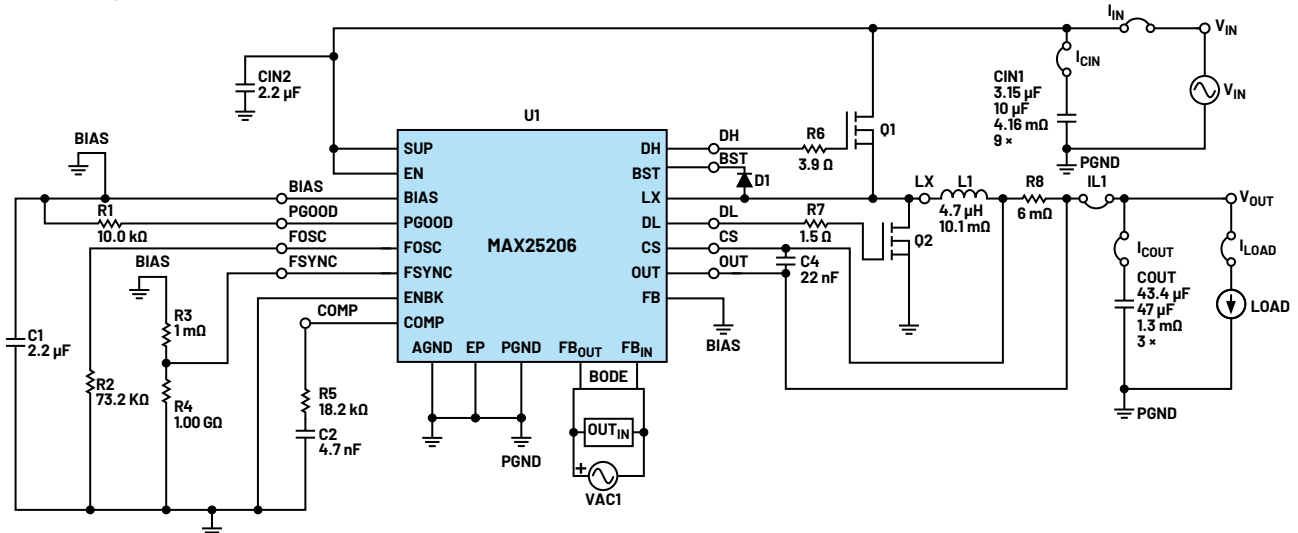 I_IN
V_IN
CIN2
2.2 µF
I_CIN
CIN1
3.15 µF
10 µF
4.16 mΩ
9 ×
V_IN
PGND
U1
BIAS
SUP
EN
BIAS
PGOOD
FOSC
FSYNC
ENBK
COMP
MAX25206
DH
BST
LX
DL
CS
OUT
FB
AGND
EP
PGND
FB_OUT
FB_IN
BIAS
PGOOD
FOSC
FSYNC
COMP
R1
10.0 kΩ
BIAS
R3
1 mΩ
C1
2.2 µF
R2
73.2 KΩ
R4
1.00 GΩ
R5
18.2 kΩ
C2
4.7 nF
PGND
BODE
OUT_IN
+
VAC1
DH
R6
3.9 Ω
Q1
BST
D1
LX
L1
4.7 µH
10.1 mΩ
R8
6 mΩ
IL1
V_OUT
DL
R7
1.5 Ω
Q2
CS
C4
22 nF
OUT
BIAS
I_COUT
COUT
43.4 µF
47 µF
1.3 mΩ
3 ×
I_LOAD
LOAD
PGND